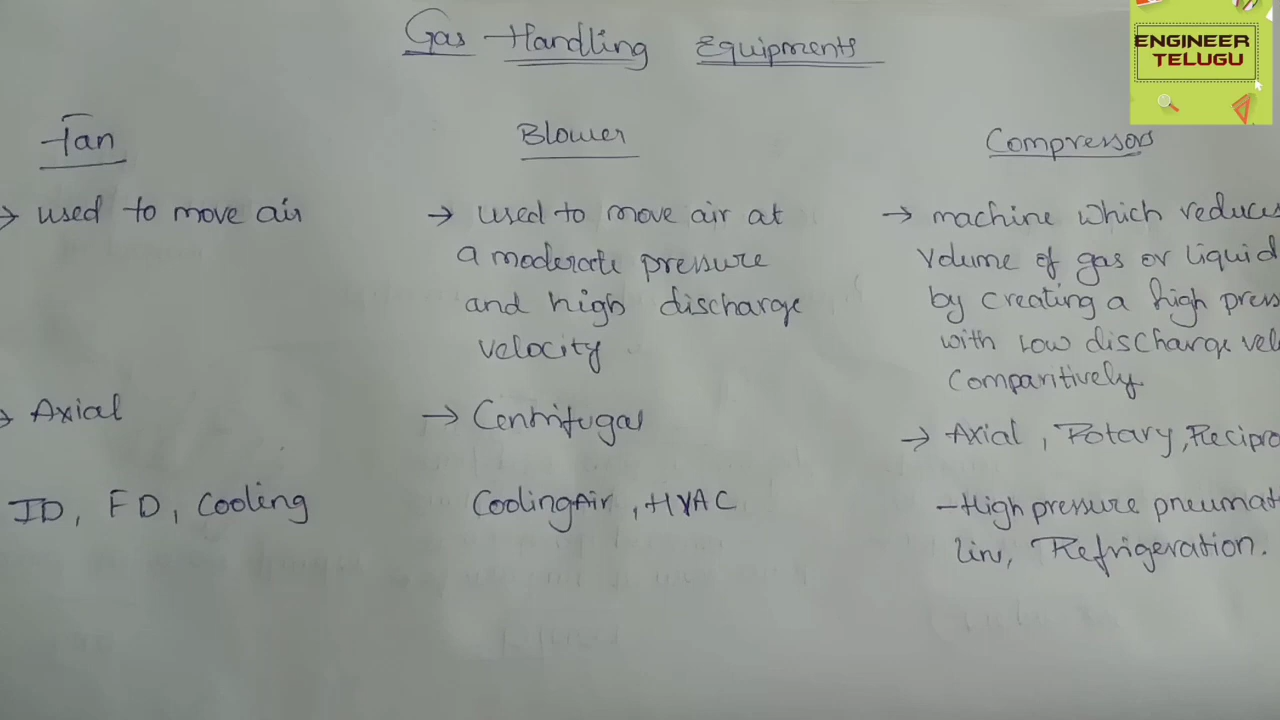 Gas Handling Equipments
ENGINEER
TELUGU
Fan
Blower
Compressors
→ used to move air
→ used to move air at
a moderate pressure
and high discharge
velocity
→ machine which reduces
volume of gas or liquid
by creating a high press
with low discharge vel
Comparitively.
→ Axial
→ Centrifugal
→ Axial, Rotary, Recipro
ID, FD, Cooling
Cooling Air, HVAC
High pressure pneumat
line, Refrigeration.